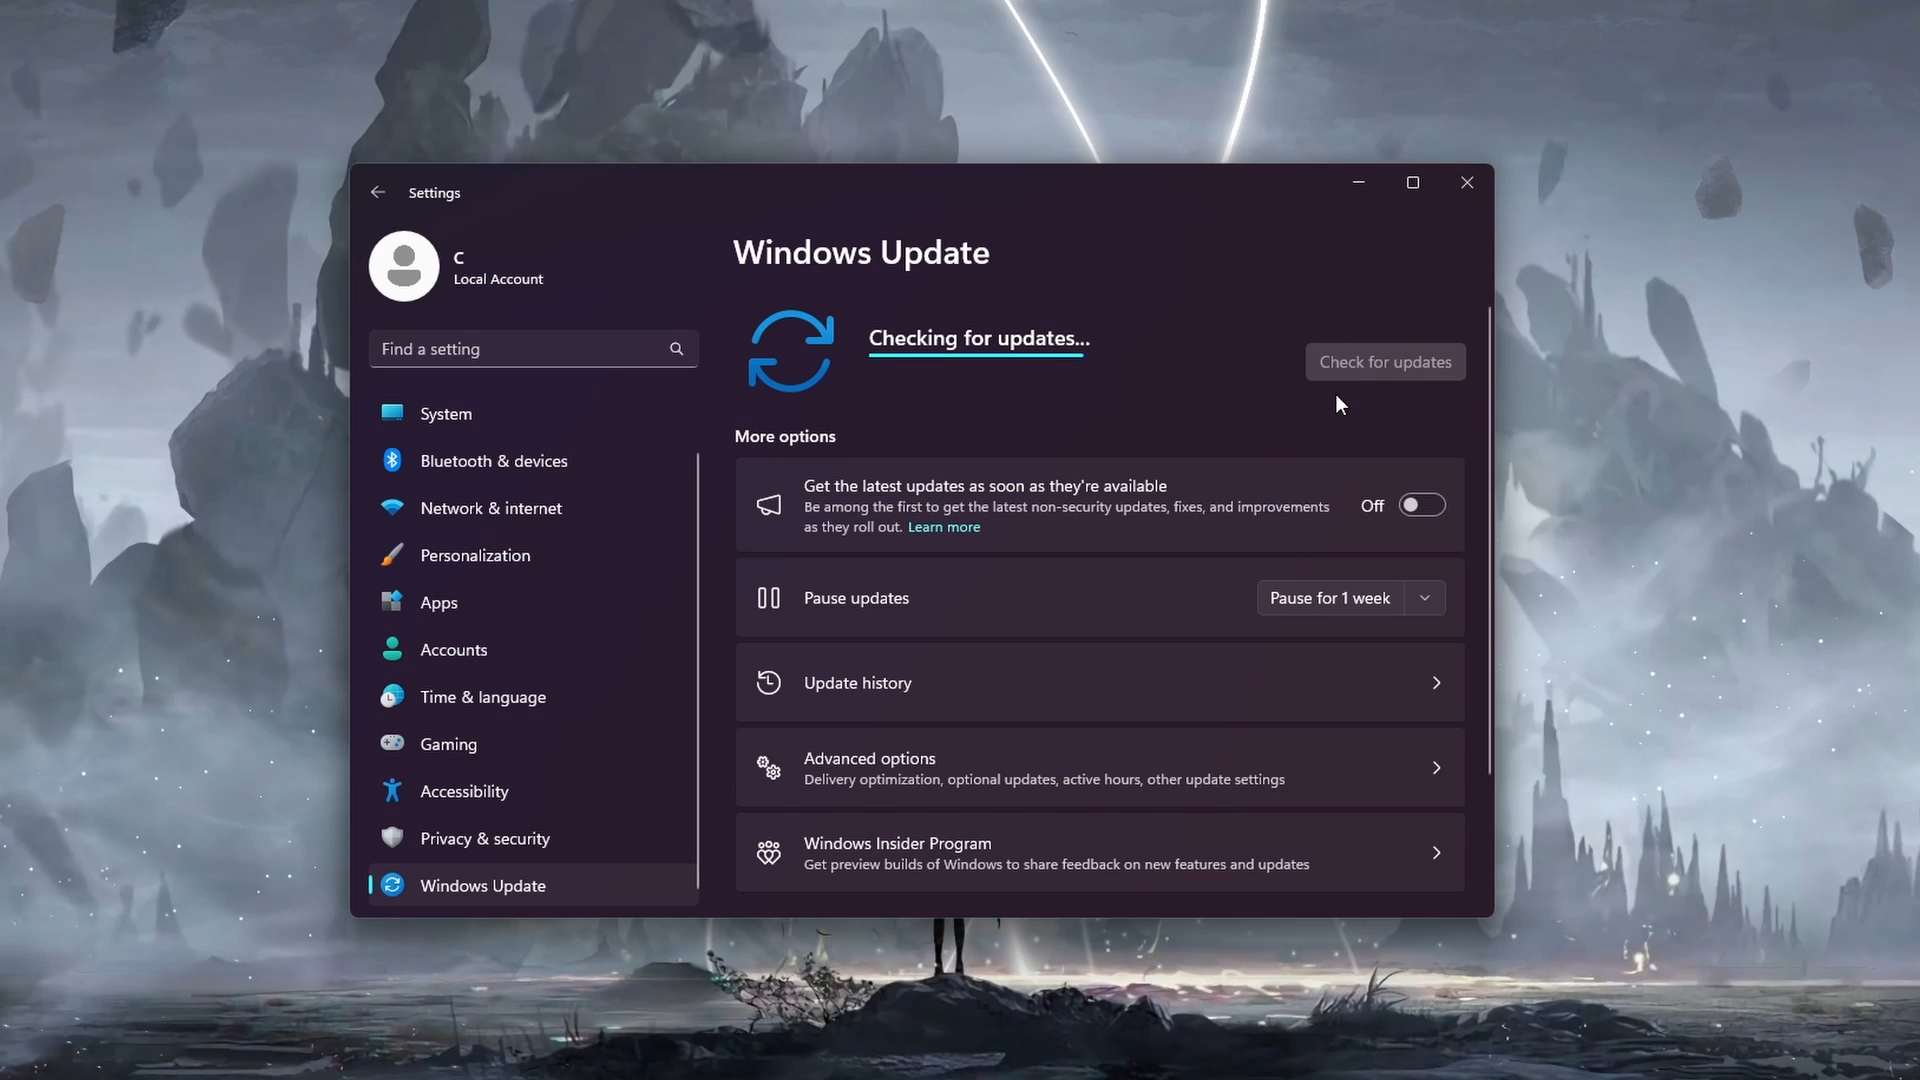 Settings
C
Local Account
Find a setting
System
Bluetooth & devices
Network & internet
Personalization
Apps
Accounts
Time & language
Gaming
Accessibility
Privacy & security
Windows Update
Windows Update
Checking for updates...
Check for updates
More options
Get the latest updates as soon as they're available
Be among the first to get the latest non-security updates, fixes, and improvements
as they roll out. Learn more
Off
Pause updates
Pause for 1 week
Update history
Advanced options
Delivery optimization, optional updates, active hours, other update settings
Windows Insider Program
Get preview builds of Windows to share feedback on new features and updates